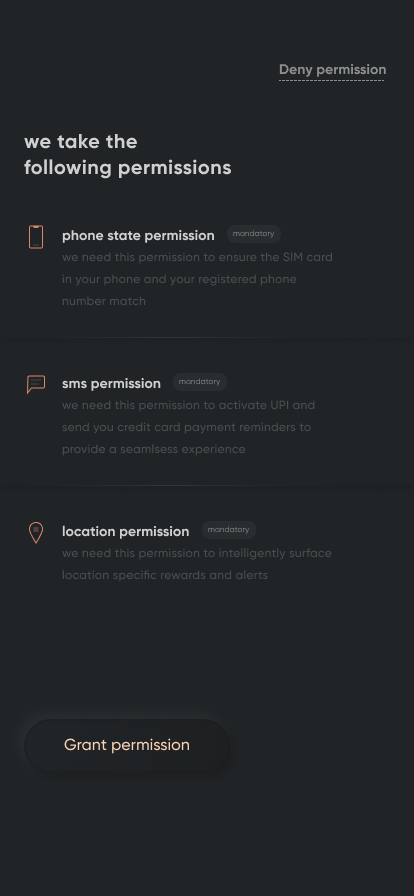 Deny permission
we take the
following permissions
phone state permission mandatory
we need this permission to ensure the SIM card
in your phone and your registered phone
number match
sms permission mandatory
we need this permission to activate UPI and
send you credit card payment reminders to
provide a seamlsess experience
location permission mandatory
we need this permission to intelligently surface
location specific rewards and alerts
Grant permission